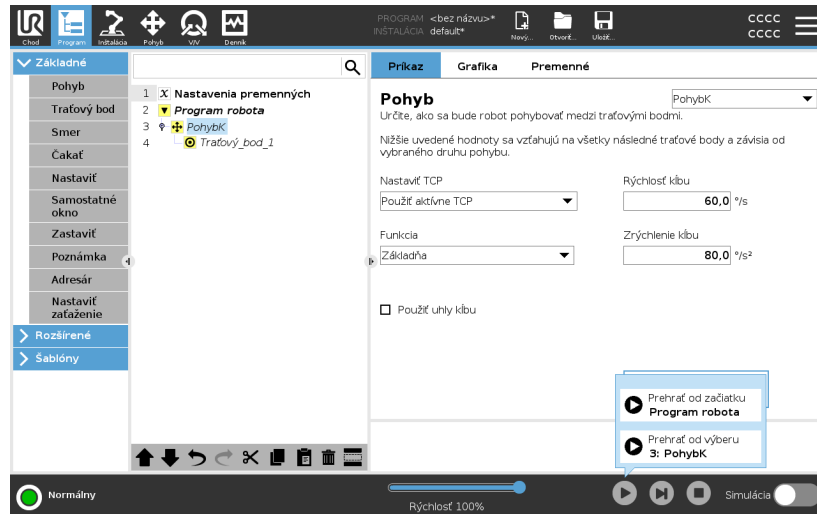 PROGRAM <bez názvu>*
INŠTALÁCIA default*
CCCC
CCCC
Chod Program Inštalácia Pohyb V/V Denník Nový... Otvoriť... Uložiť...
Základné
Pohyb
Traťový bod
Smer
Čakať
Nastaviť
Samostatné
okno
Zastaviť
Poznámka
Adresár
Nastaviť
zaťaženie
Rozšírené
Šablóny
1 X Nastavenia premenných
2 Program robota
3 PohybK
4 Traťový_bod_1
Príkaz Grafika Premenné
Pohyb
PohybK
Určite, ako sa bude robot pohybovať medzi traťovými bodmi.
Nižšie uvedené hodnoty sa vzťahujú na všetky následné traťové body a závisia od
vybraného druhu pohybu.
Nastaviť TCP Rýchlosť kĺbu
Použiť aktívne TCP 60,0 °/s
Funkcia Zrýchlenie kĺbu
Základňa 80,0 °/s²
Použiť uhly kĺbu
Prehrať od začiatku
Program robota
Prehrať od výberu
3: PohybK
Normálny
Rýchlosť 100%
Simulácia